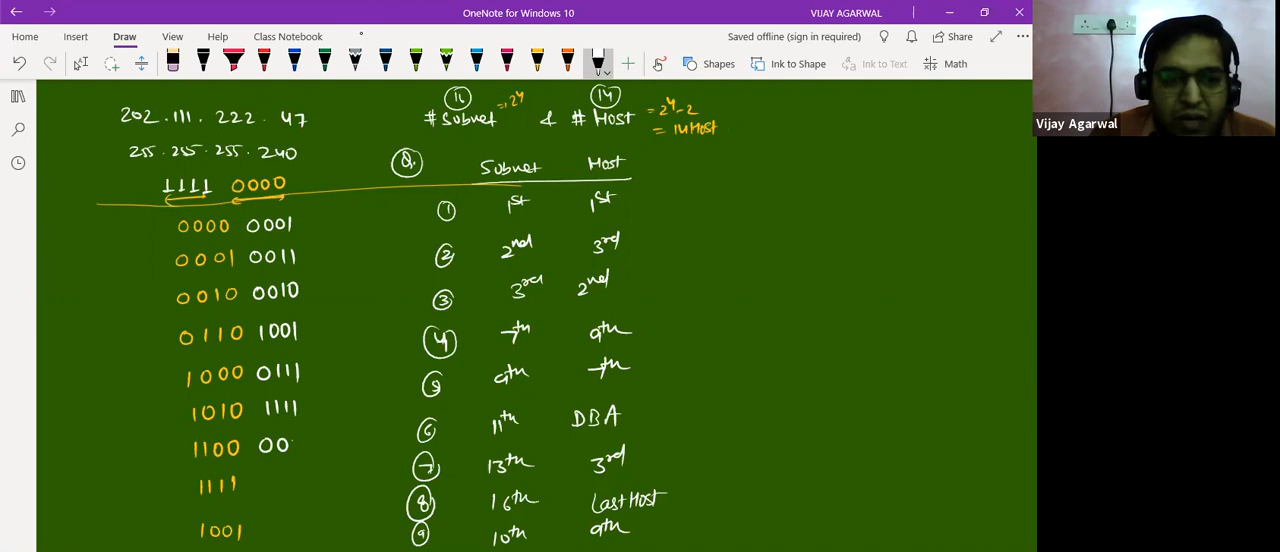 OneNote for Windows 10
VIJAY AGARWAL
Home Insert Draw View Help Class Notebook
Saved offline (sign in required) Share
Shapes Ink to Shape Ink to Text Math
Vijay Agarwal
202.111.222.47
255.255.255.240
1111 0000
0000 0001
0001 0011
0010 0010
0110 1001
1000 0111
1010 1111
1100 00
1111
1001
16 14
# Subnet = 2^4 & # Host = 2^4-2
= 14 Host
Q. Subnet Host
1 1st 1st
2 2nd 3rd
3 3rd 2nd
4 7th 9th
5 9th 7th
6 11th DBA
7 13th 3rd
8 16th Last Host
9 10th 9th